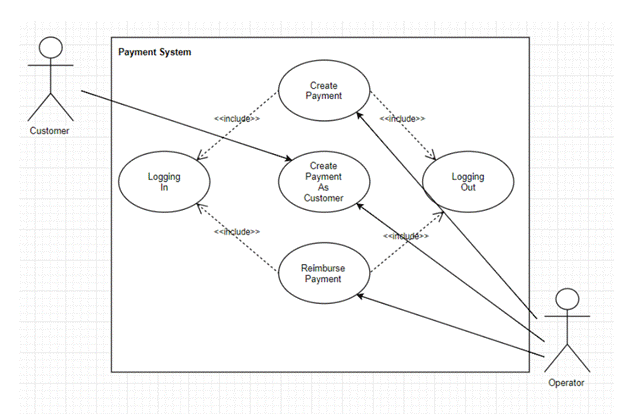 Payment System
Create
Payment
<<include>>
<<include>>
Customer
Create
Payment
As
Customer
Logging
In
Logging
Out
<<include>>
<<include>>
Reimburse
Payment
Operator